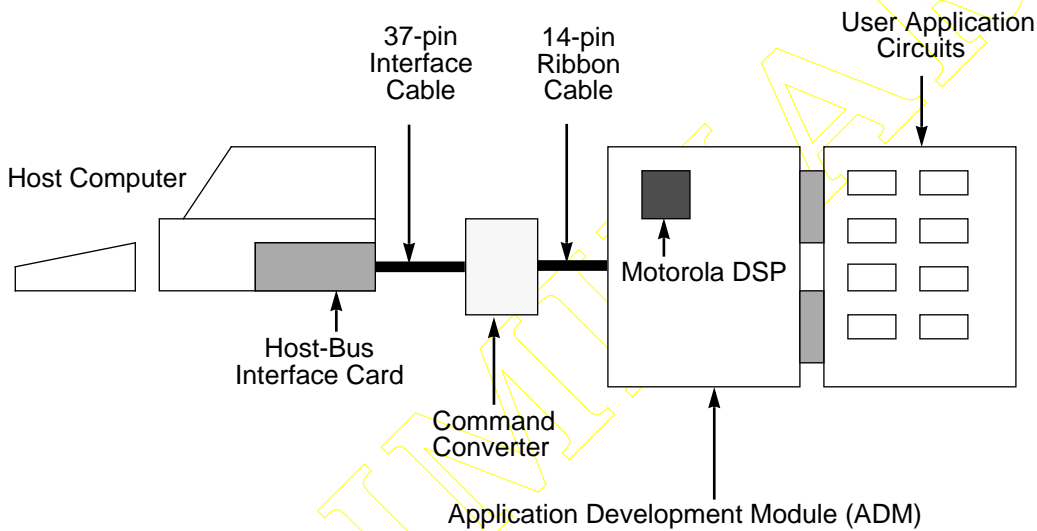 37-pin
Interface
Cable
14-pin
Ribbon
Cable
User Application
Circuits
Host Computer
Motorola DSP
Host-Bus
Interface Card
Command
Converter
Application Development Module (ADM)